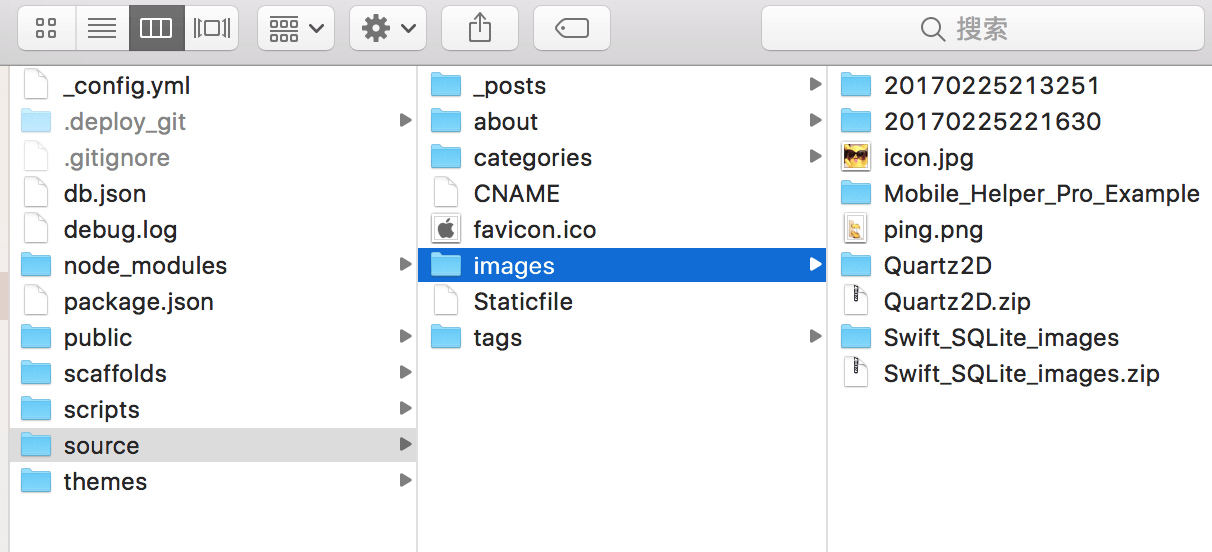 搜索
_config.yml
.deploy_git
.gitignore
db.json
debug.log
node_modules
package.json
public
scaffolds
scripts
source
themes
_posts
about
categories
CNAME
favicon.ico
images
Staticfile
tags
20170225213251
20170225221630
icon.jpg
Mobile_Helper_Pro_Example
ping.png
Quartz2D
Quartz2D.zip
Swift_SQLite_images
Swift_SQLite_images.zip